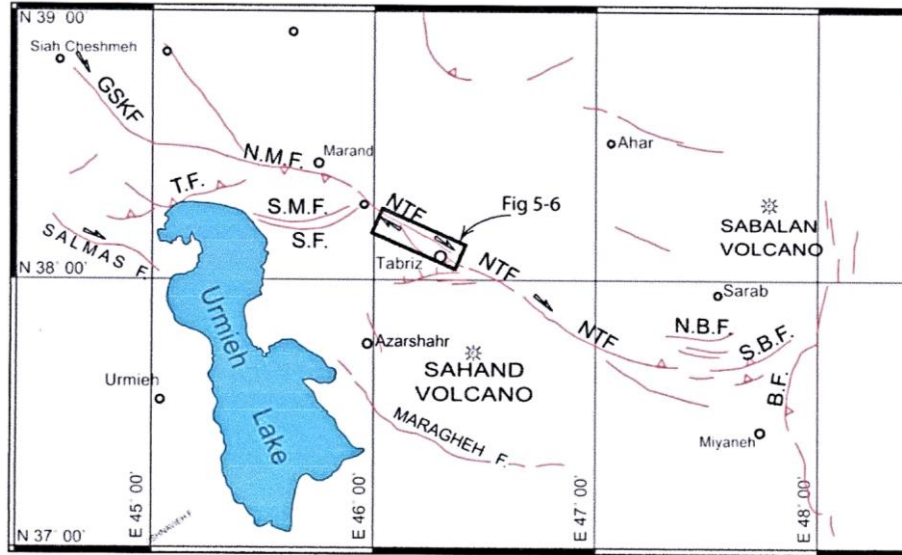 N 39° 00'
Siah Cheshmeh
GSKF
N.M.F.
Marand
Ahar
T.F.
S.M.F.
S.F.
NTF
Fig 5-6
SABALAN
VOLCANO
SALMAS F.
N 38° 00'
Tabriz
NTF
Sarab
Urmieh
Lake
Azarshahr
NTF
N.B.F.
S.B.F.
SAHAND
VOLCANO
B.F.
Urmieh
MARAGHEH F.
Miyaneh
E 45° 00'
E 46° 00'
E 47° 00'
E 48° 00'
N 37° 00'